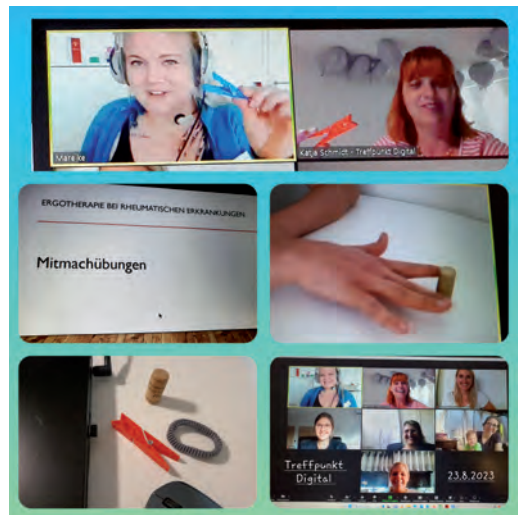 Mareike
Katja Schmidt - Treffpunkt Digital
ERGOTHERAPIE BEI RHEUMATISCHEN ERKRANKUNGEN
Mitmachübungen
Treffpunkt
Digital
23.8.2023